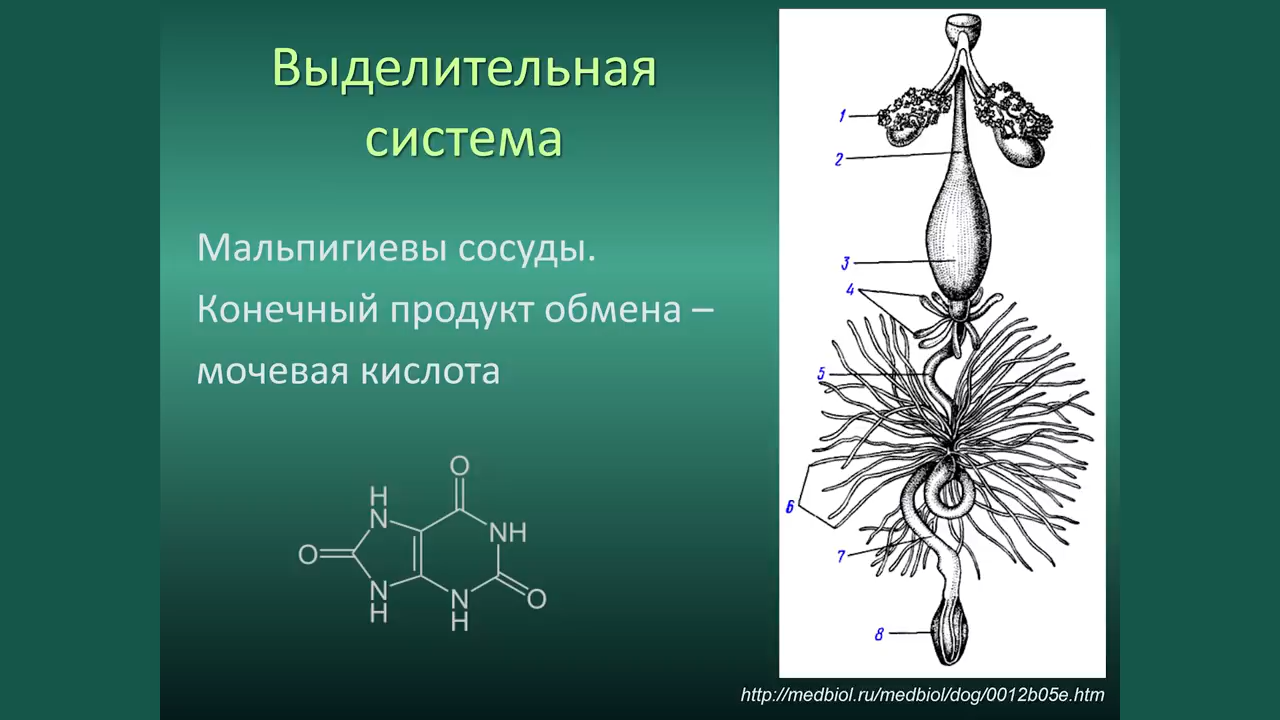 Выделительная
система
Мальпигиевы сосуды.
Конечный продукт обмена –
мочевая кислота
O
H
N
NH
O
N
H
N
H
O
1
2
3
4
5
6
7
8
http://medbiol.ru/medbiol/dog/0012b05e.htm